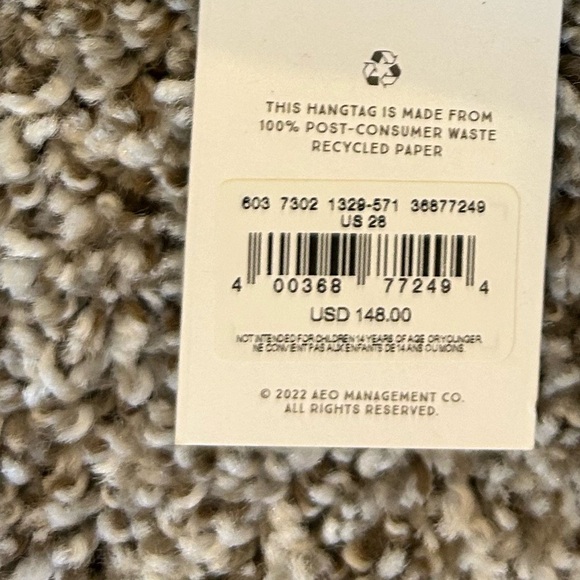 THIS HANGTAG IS MADE FROM
100% POST-CONSUMER WASTE
RECYCLED PAPER
603 7302 1329-571 36877249
US 28
4 00368 77249 4
USD 148.00
NOT INTENDED FOR CHILDREN 14 YEARS OF AGE OR YOUNGER.
NE CONVIENT PAS AUX ENFANTS DE 14 ANS OU MOINS.
© 2022 AEO MANAGEMENT CO.
ALL RIGHTS RESERVED.